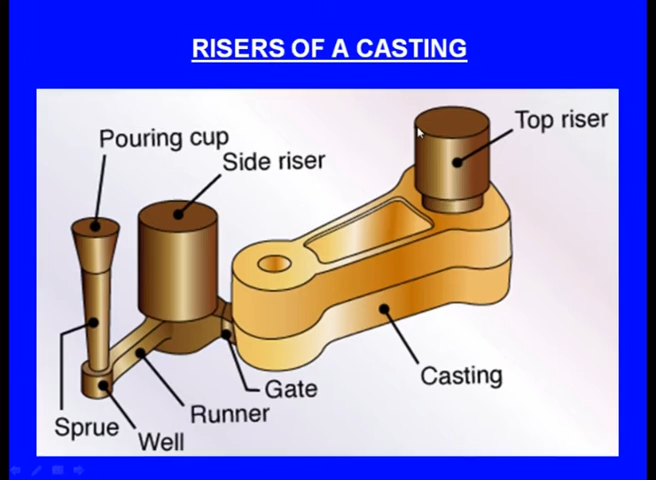 RISERS OF A CASTING
Top riser
Pouring cup
Side riser
Casting
Gate
Runner
Sprue
Well